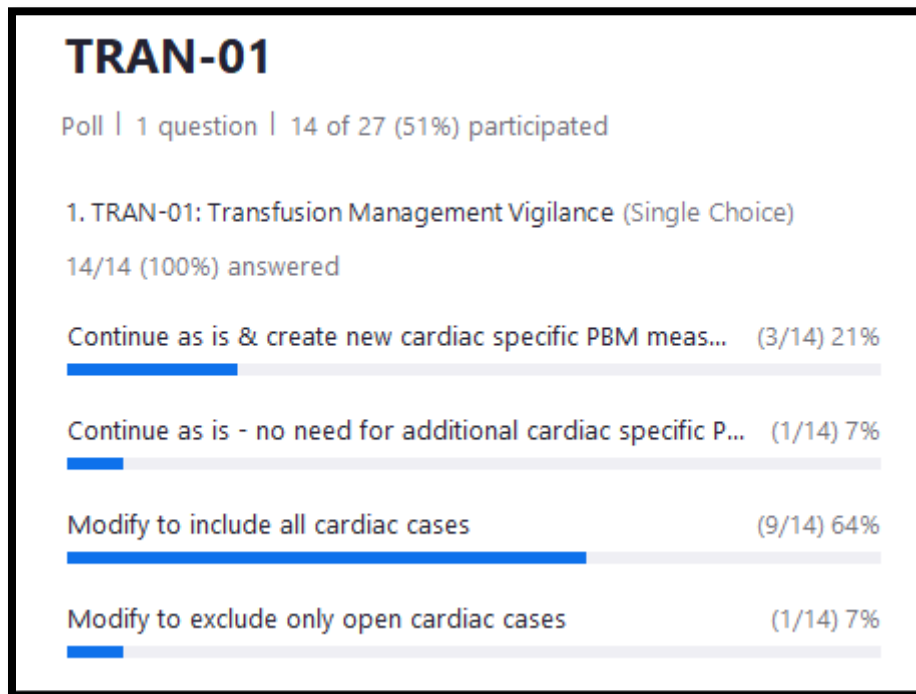 TRAN-01
Poll | 1 question | 14 of 27 (51%) participated
1. TRAN-01: Transfusion Management Vigilance (Single Choice)
14/14 (100%) answered
Continue as is & create new cardiac specific PBM meas... (3/14) 21%
Continue as is - no need for additional cardiac specific P... (1/14) 7%
Modify to include all cardiac cases (9/14) 64%
Modify to exclude only open cardiac cases (1/14) 7%